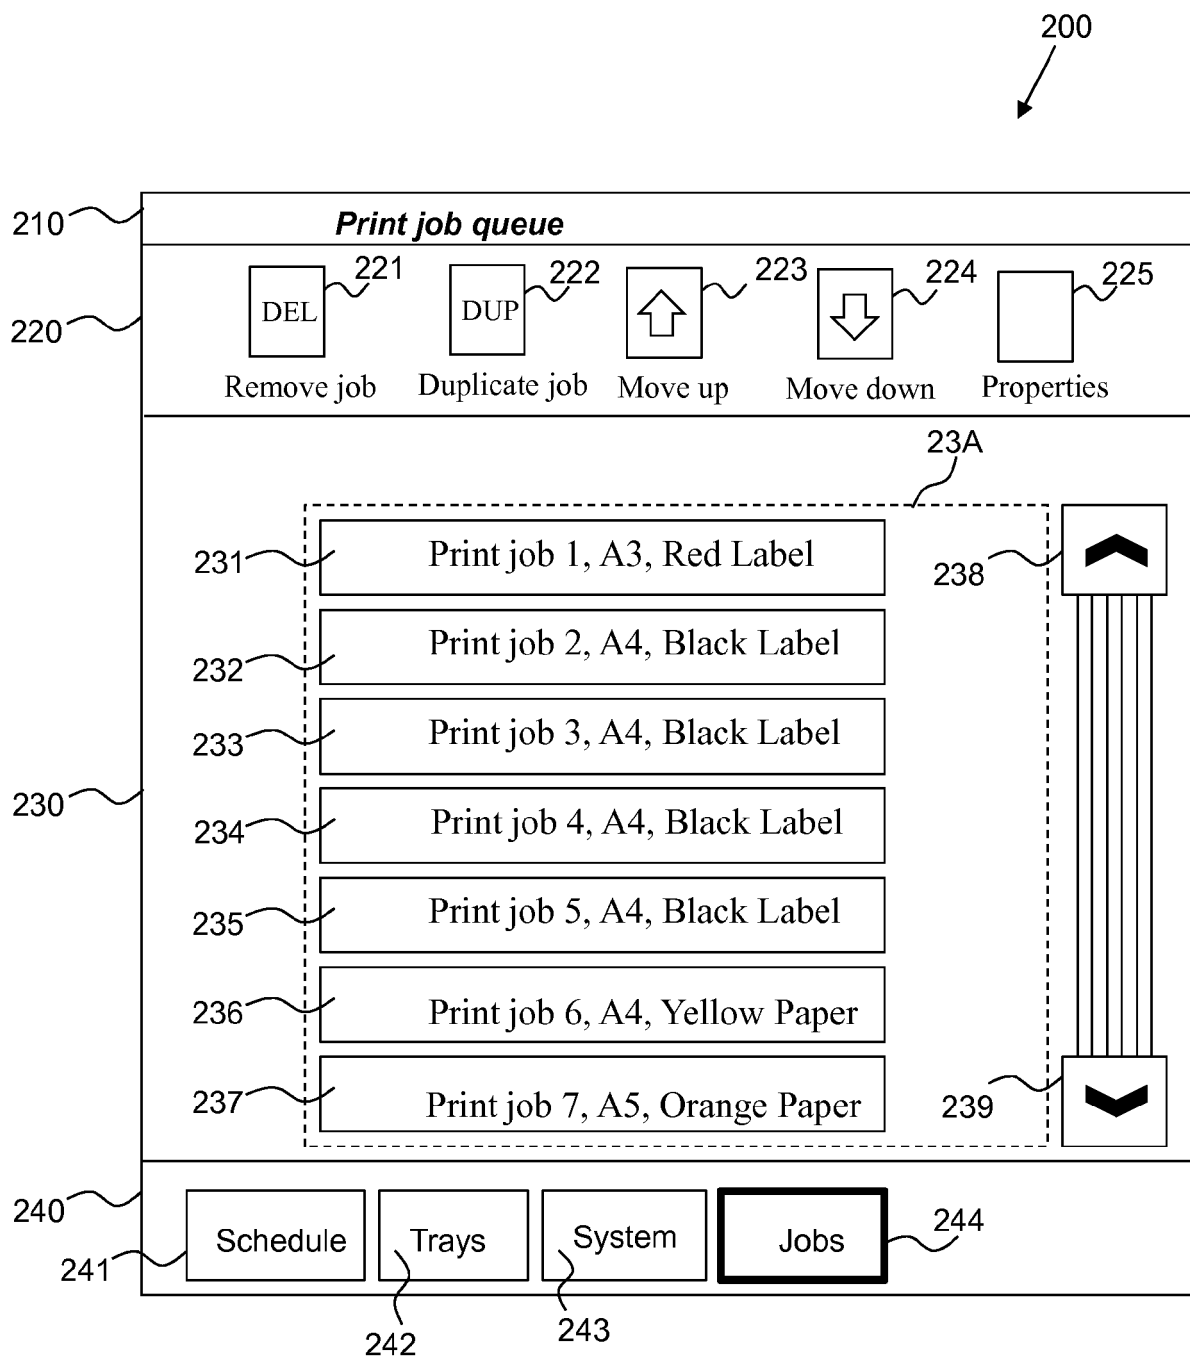 200
210
Print job queue
220
DEL 221
DUP 222
223
224
225
Remove job
Duplicate job
Move up
Move down
Properties
23A
230
231 Print job 1, A3, Red Label
232 Print job 2, A4, Black Label
233 Print job 3, A4, Black Label
234 Print job 4, A4, Black Label
235 Print job 5, A4, Black Label
236 Print job 6, A4, Yellow Paper
237 Print job 7, A5, Orange Paper
238
239
240
Schedule
Trays
System
Jobs
241
242
243
244